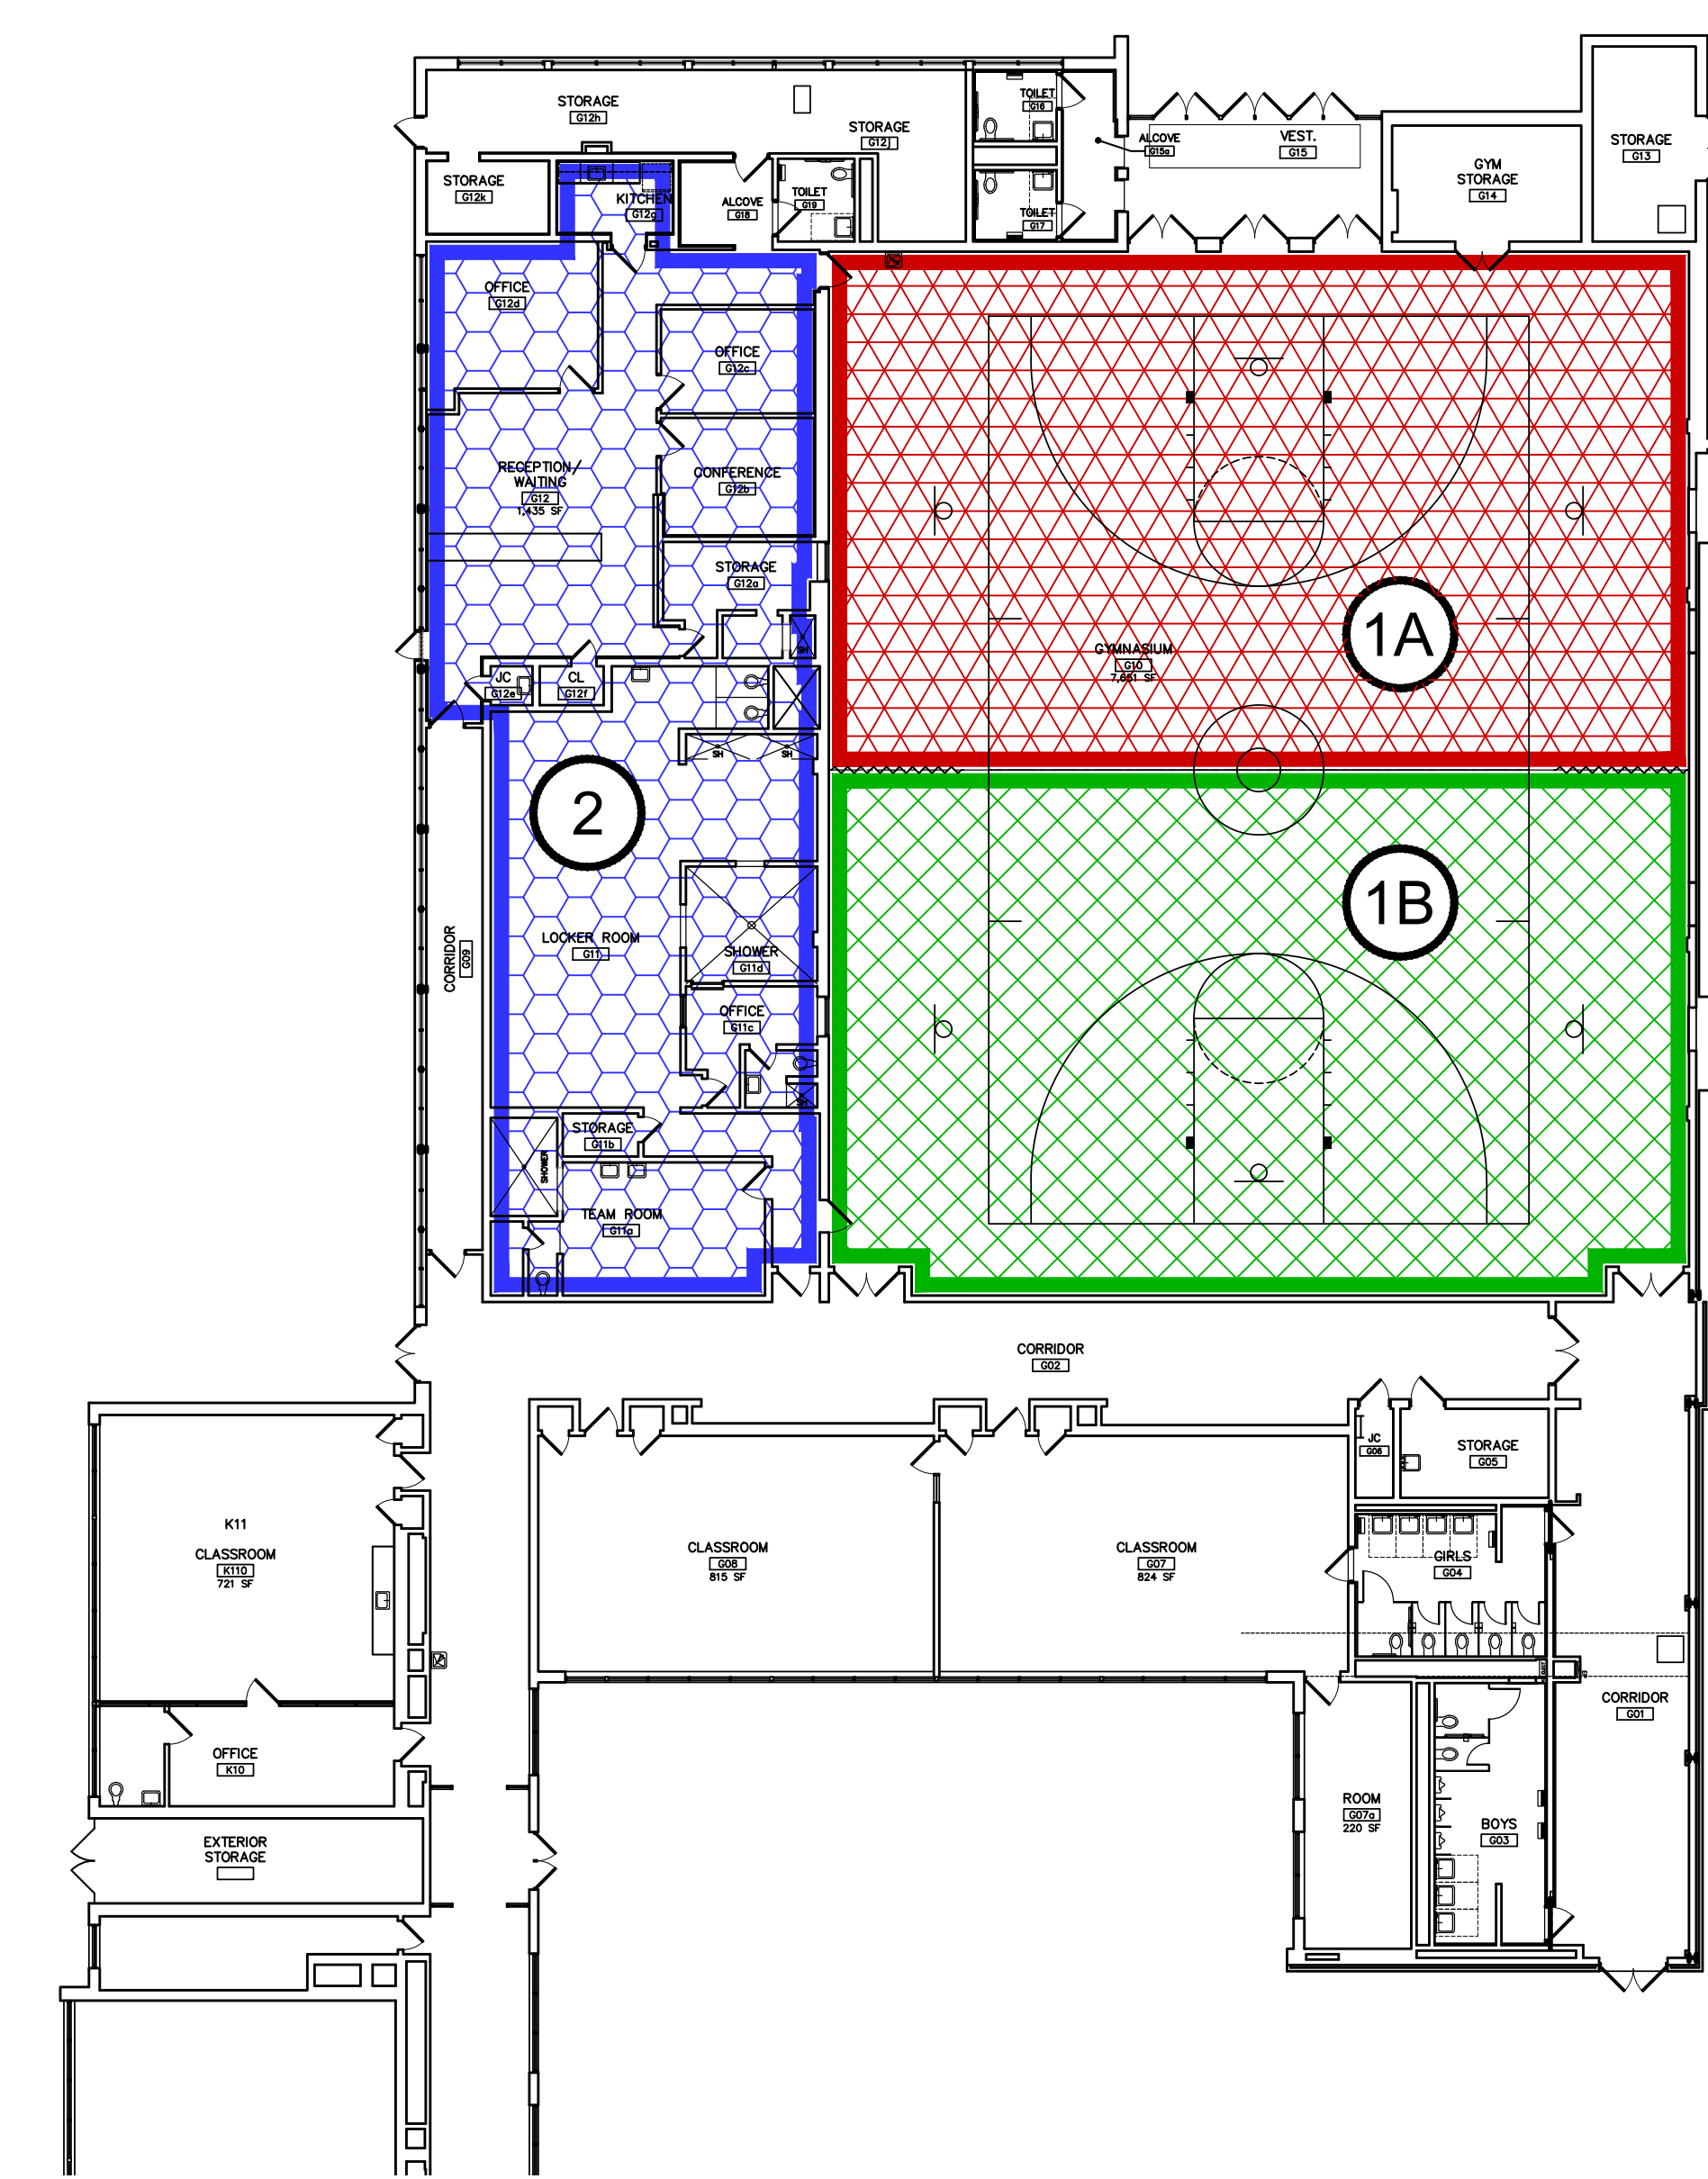 STORAGE
G12h
STORAGE
G12j
TOILET
G16
ALCOVE
G15a
VEST.
G15
STORAGE
G13
GYM
STORAGE
G14
STORAGE
G12k
KITCHEN
G12g
ALCOVE
G18
TOILET
G19
TOILET
G17
OFFICE
G12d
OFFICE
G12c
RECEPTION/
WAITING
G12
1,435 SF
CONFERENCE
G12b
STORAGE
G12a
SH
1A
GYMNASIUM
G10
7,651 SF
JC
G12e
CL
G12f
SH
SH
2
1B
CORRIDOR
G09
LOCKER ROOM
G11
SHOWER
G11d
OFFICE
G11c
SH
STORAGE
G11b
SHOWER
TEAM ROOM
G11a
CORRIDOR
G02
JC
G06
STORAGE
G05
K11
CLASSROOM
K110
721 SF
CLASSROOM
G08
815 SF
CLASSROOM
G07
824 SF
GIRLS
G04
CORRIDOR
G01
OFFICE
K10
ROOM
G07a
220 SF
BOYS
G03
EXTERIOR
STORAGE